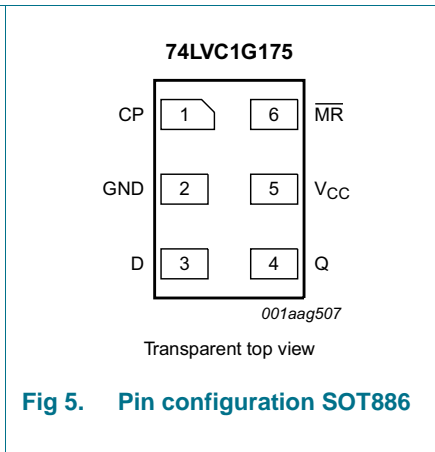 74LVC1G175
CP 1 6 M̅R̅
GND 2 5 VCC
D 3 4 Q
001aag507
Transparent top view
Fig 5. Pin configuration SOT886